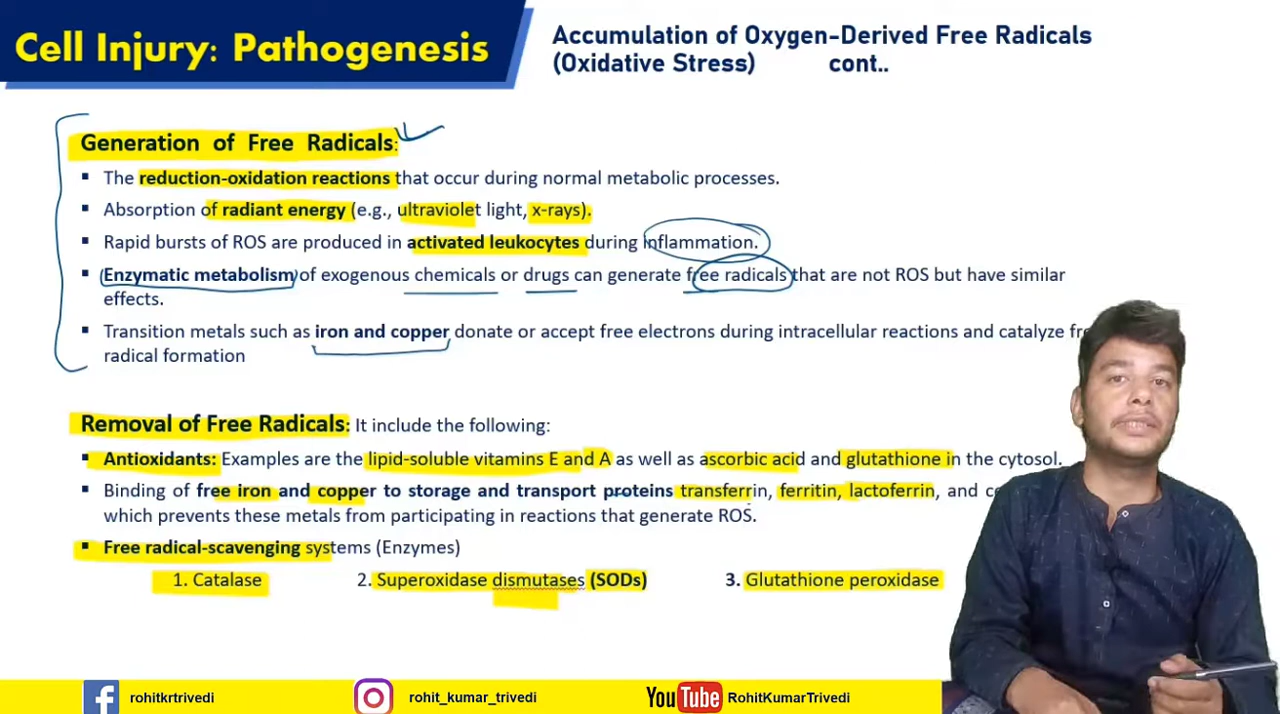 Cell Injury: Pathogenesis
Accumulation of Oxygen-Derived Free Radicals
(Oxidative Stress) cont..
Generation of Free Radicals:
▪ The reduction-oxidation reactions that occur during normal metabolic processes.
▪ Absorption of radiant energy (e.g., ultraviolet light, x-rays).
▪ Rapid bursts of ROS are produced in activated leukocytes during inflammation.
▪ Enzymatic metabolism of exogenous chemicals or drugs can generate free radicals that are not ROS but have similar
effects.
▪ Transition metals such as iron and copper donate or accept free electrons during intracellular reactions and catalyze
radical formation
Removal of Free Radicals: It include the following:
▪ Antioxidants: Examples are the lipid-soluble vitamins E and A as well as ascorbic acid and glutathione in the cytosol.
▪ Binding of free iron and copper to storage and transport proteins transferrin, ferritin, lactoferrin, and
which prevents these metals from participating in reactions that generate ROS.
▪ Free radical-scavenging systems (Enzymes)
1. Catalase 2. Superoxidase dismutases (SODs) 3. Glutathione peroxidase
rohitkrtrivedi rohit_kumar_trivedi YouTube RohitKumarTrivedi